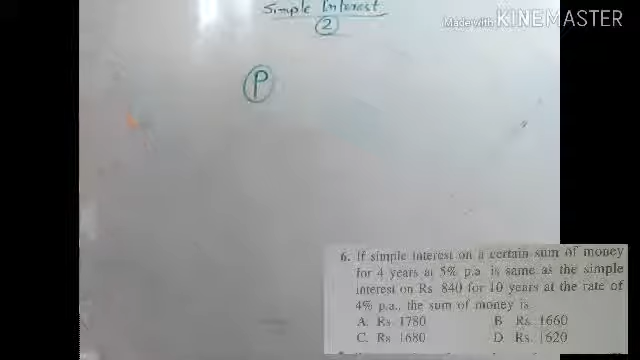 Simple Interest
2
Made with KINEMASTER
P
6. If simple interest on a certain sum of money
for 4 years at 5% p.a. is same as the simple
interest on Rs. 840 for 10 years at the rate of
4% p.a., the sum of money is
A. Rs. 1780 B. Rs. 1660
C. Rs. 1680 D. Rs. 1620